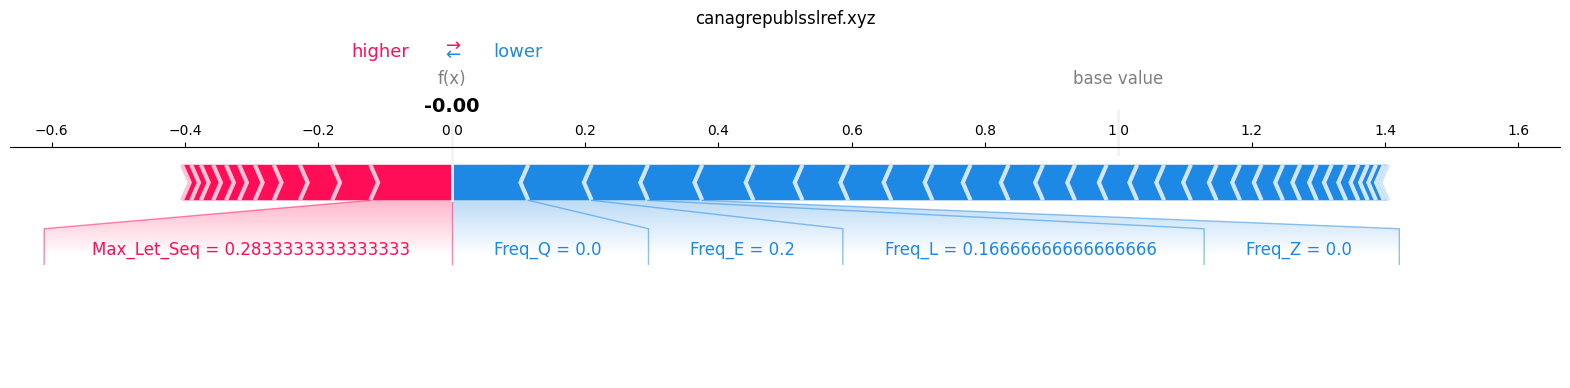 canagrepublsslref.xyz
higher → lower
←
f(x) base value
-0.00
−0.6 −0.4 −0.2 0.0 0.2 0.4 0.6 0.8 1.0 1.2 1.4 1.6
Max_Let_Seq = 0.2833333333333333 Freq_Q = 0.0 Freq_E = 0.2 Freq_L = 0.16666666666666666 Freq_Z = 0.0